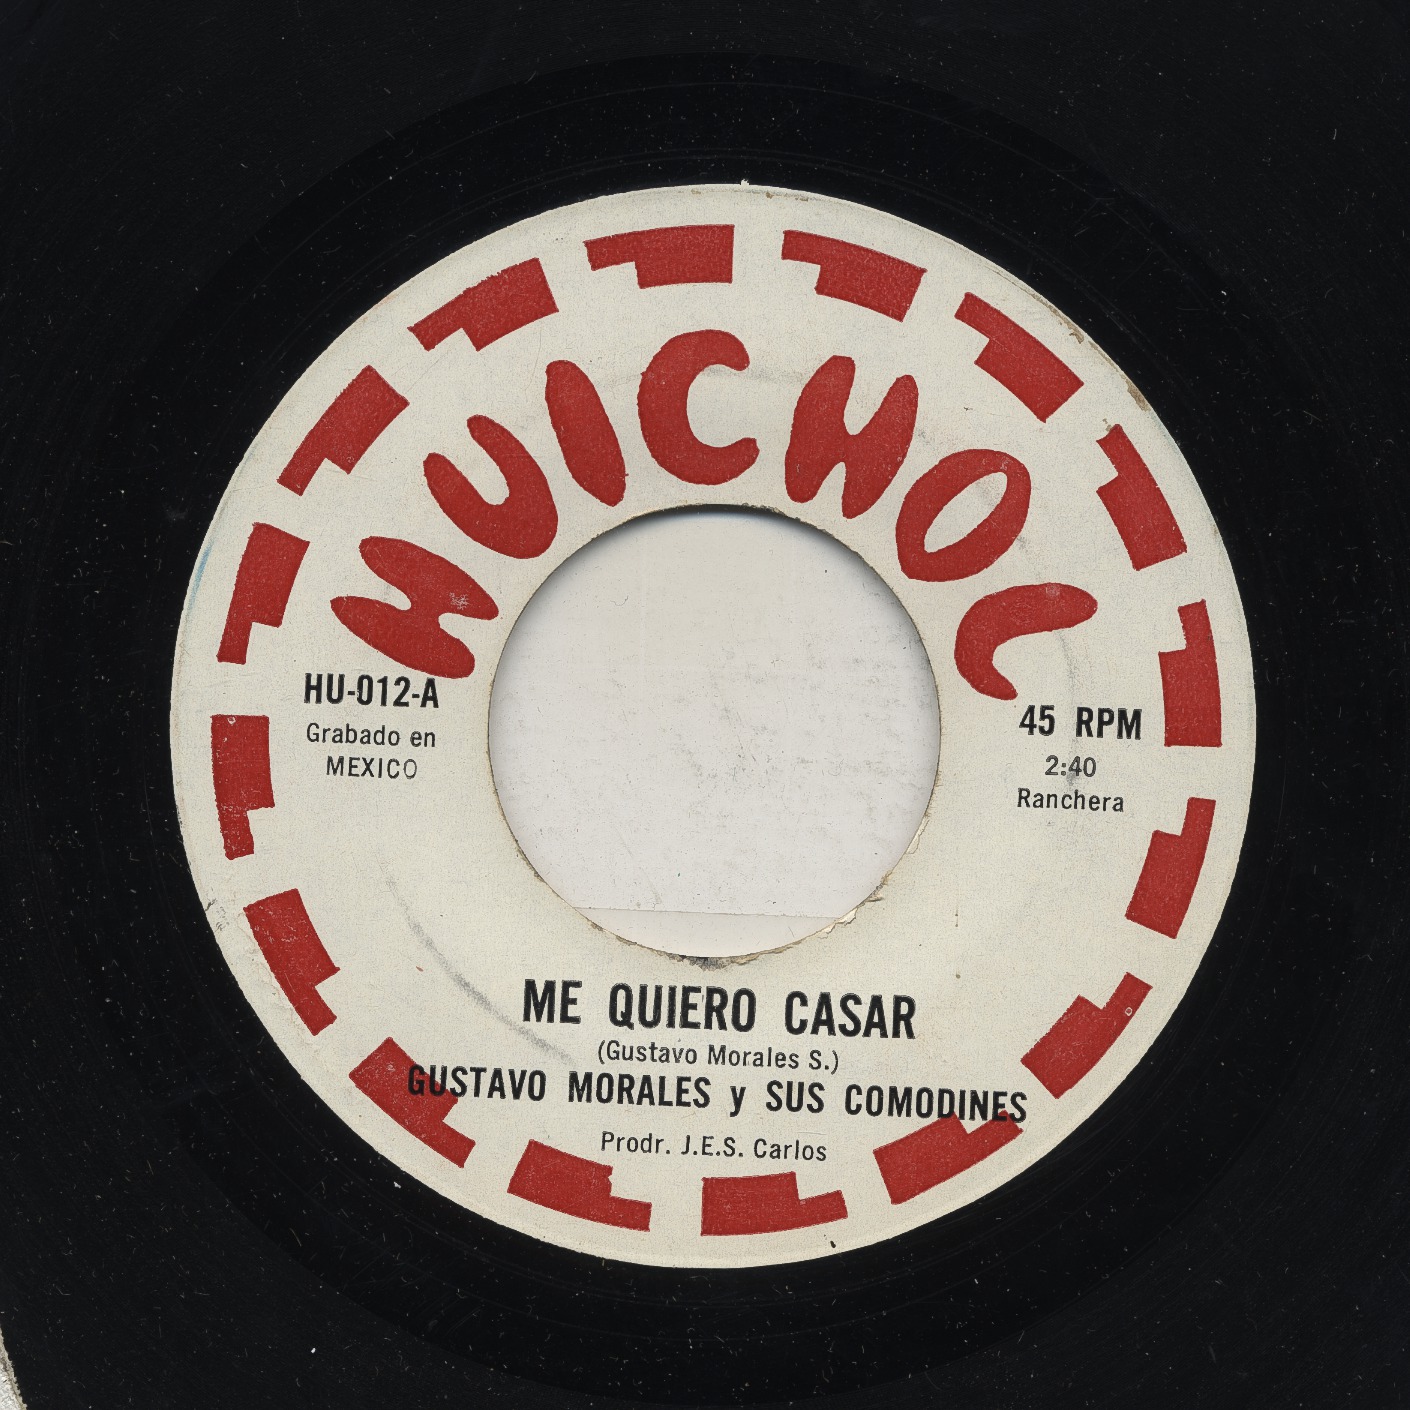 HUICHOL
HU-012-A
Grabado en
MEXICO
45 RPM
2:40
Ranchera
ME QUIERO CASAR
(Gustavo Morales S.)
GUSTAVO MORALES y SUS COMODINES
Prodr. J.E.S. Carlos